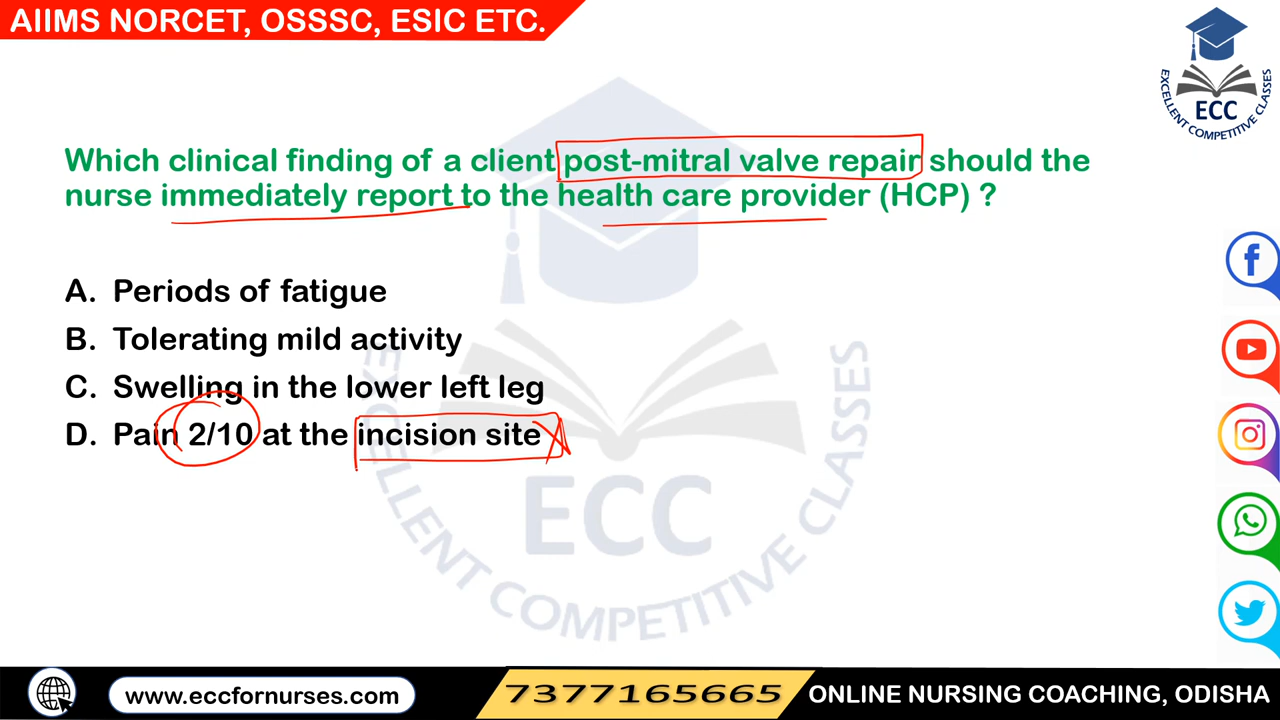 AIIMS NORCET, OSSSC, ESIC ETC.
ECC
EXCELLENT COMPETITIVE CLASSES
Which clinical finding of a client post-mitral valve repair should the
nurse immediately report to the health care provider (HCP) ?
A. Periods of fatigue
B. Tolerating mild activity
C. Swelling in the lower left leg
D. Pain 2/10 at the incision site
ECC
EXCELLENT COMPETITIVE CLASSES
www.eccfornurses.com
7377165665
ONLINE NURSING COACHING, ODISHA